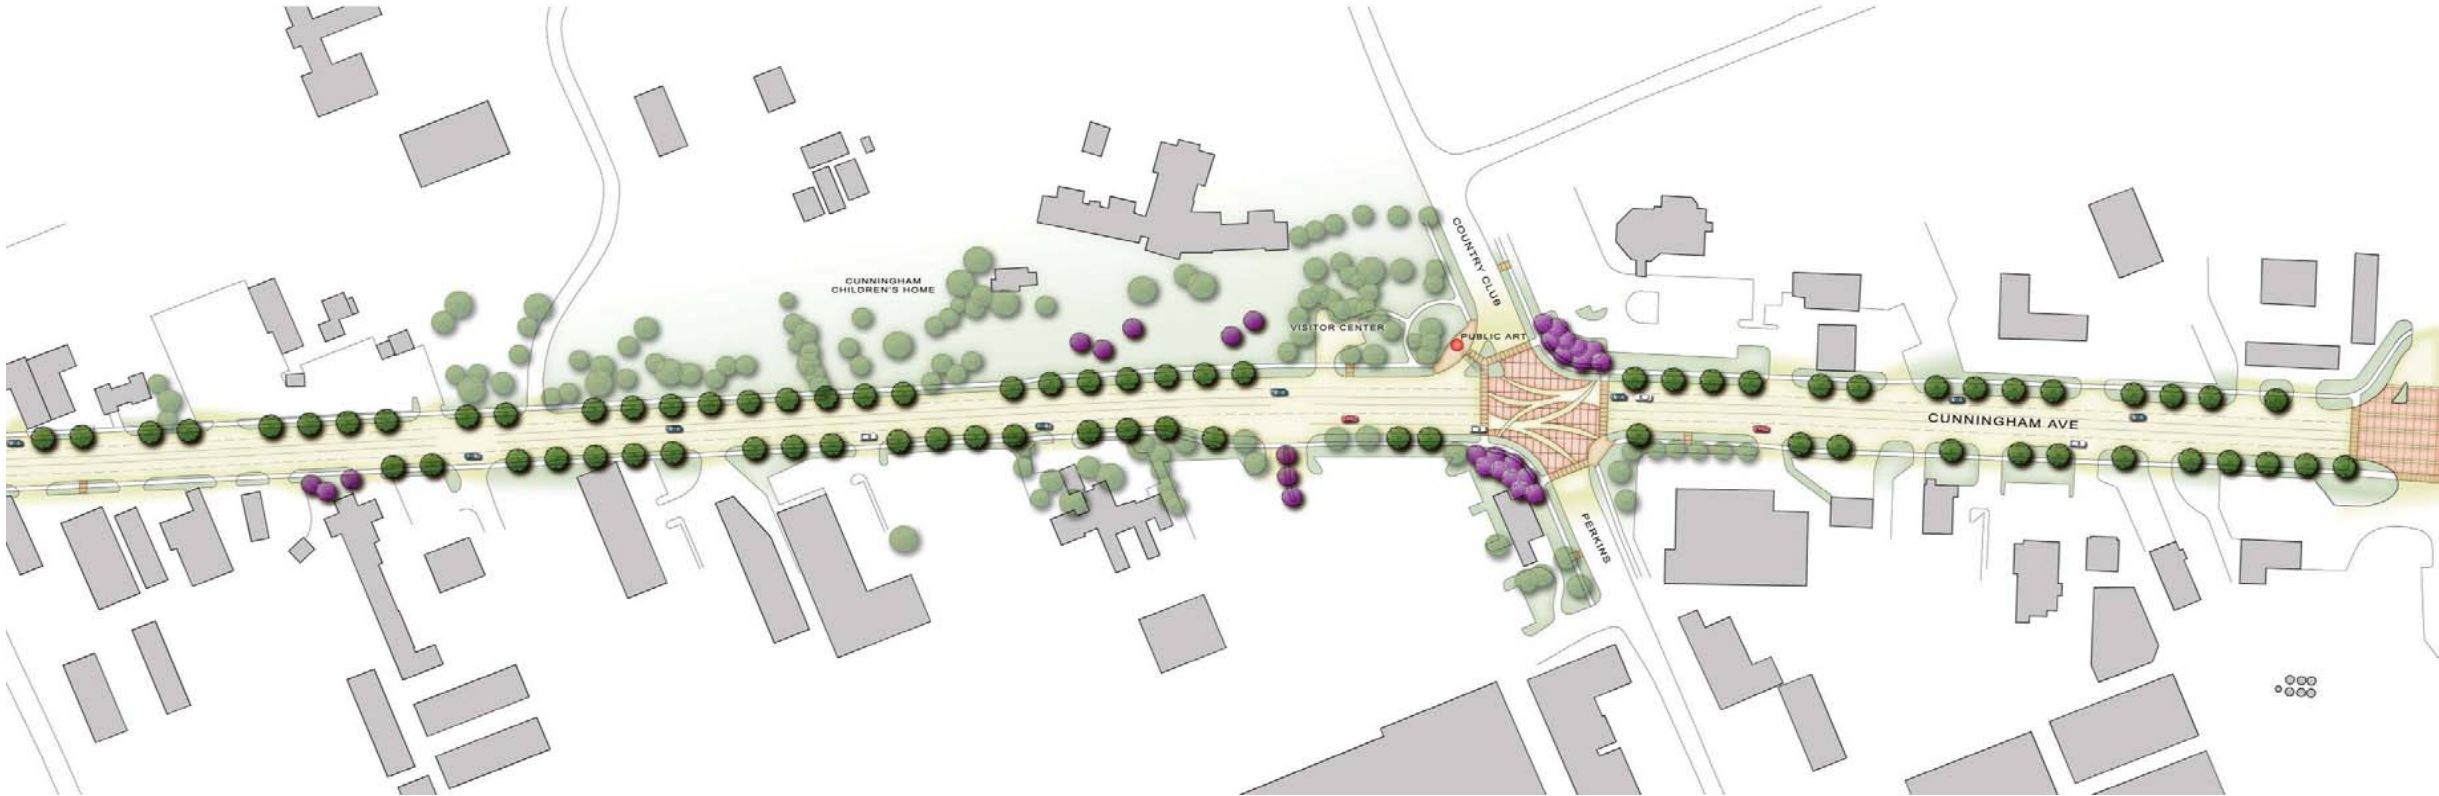 COUNTRY CLUB
CUNNINGHAM
CHILDREN'S HOME
VISITOR CENTER
PUBLIC ART
CUNNINGHAM AVE
PERKINS